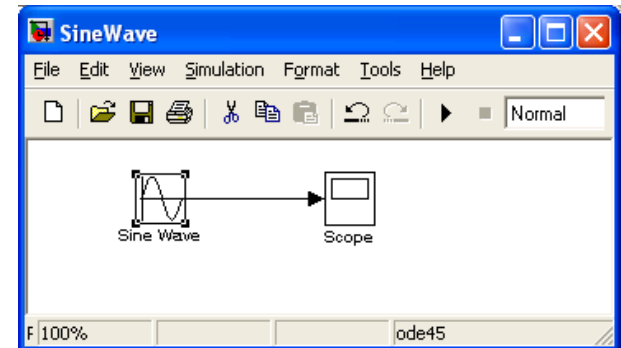 SineWave
File Edit View Simulation Format Tools Help
Normal
Sine Wave
Scope
F 100% ode45